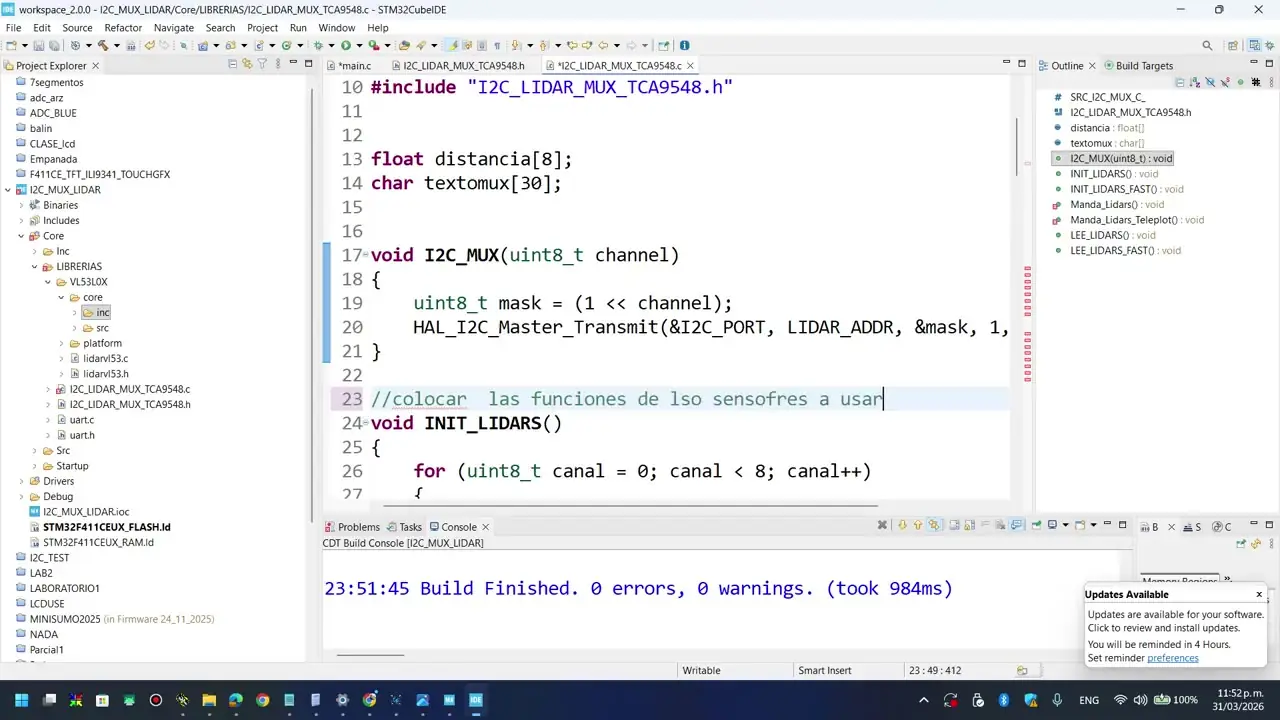 workspace_2.0.0 - I2C_MUX_LIDAR/Core/LIBRERIAS/I2C_LIDAR_MUX_TCA9548.c - STM32CubeIDE
File Edit Source Refactor Navigate Search Project Run Window Help
Project Explorer
7segmentos
adc_arz
ADC_BLUE
balin
CLASE_lcd
Empanada
F411CE_TFT_ILI9341_TOUCHGFX
I2C_MUX_LIDAR
Binaries
Includes
Core
Inc
LIBRERIAS
VL53L0X
core
inc
src
platform
lidarvl53.c
lidarvl53.h
I2C_LIDAR_MUX_TCA9548.c
I2C_LIDAR_MUX_TCA9548.h
uart.c
uart.h
Src
Startup
Drivers
Debug
I2C_MUX_LIDAR.ioc
STM32F411CEUX_FLASH.ld
STM32F411CEUX_RAM.ld
I2C_TEST
LAB2
LABORATORIO1
LCDUSE
MINISUMO2025 (in Firmware 24_11_2025)
NADA
Parcial1
*main.c I2C_LIDAR_MUX_TCA9548.h *I2C_LIDAR_MUX_TCA9548.c
10 #include "I2C_LIDAR_MUX_TCA9548.h"
11
12
13 float distancia[8];
14 char textomux[30];
15
16
17 void I2C_MUX(uint8_t channel)
18 {
19 uint8_t mask = (1 << channel);
20 HAL_I2C_Master_Transmit(&I2C_PORT, LIDAR_ADDR, &mask, 1,
21 }
22
23 //colocar  las funciones de lso sensofres a usar
24 void INIT_LIDARS()
25 {
26 for (uint8_t canal = 0; canal < 8; canal++)
27 {
Outline Build Targets
SRC_I2C_MUX_C_
I2C_LIDAR_MUX_TCA9548.h
distancia : float[]
textomux : char[]
I2C_MUX(uint8_t) : void
INIT_LIDARS() : void
INIT_LIDARS_FAST() : void
Manda_Lidars() : void
Manda_Lidars_Teleplot() : void
LEE_LIDARS() : void
LEE_LIDARS_FAST() : void
Problems Tasks Console
CDT Build Console [I2C_MUX_LIDAR]
23:51:45 Build Finished. 0 errors, 0 warnings. (took 984ms)
B S C
Memory Regions
Updates Available
Updates are available for your software.
Click to review and install updates.
You will be reminded in 4 Hours.
Set reminder preferences
Writable Smart Insert 23 : 49 : 412
IDE
ENG 100%
11:52 p.m.
31/03/2026